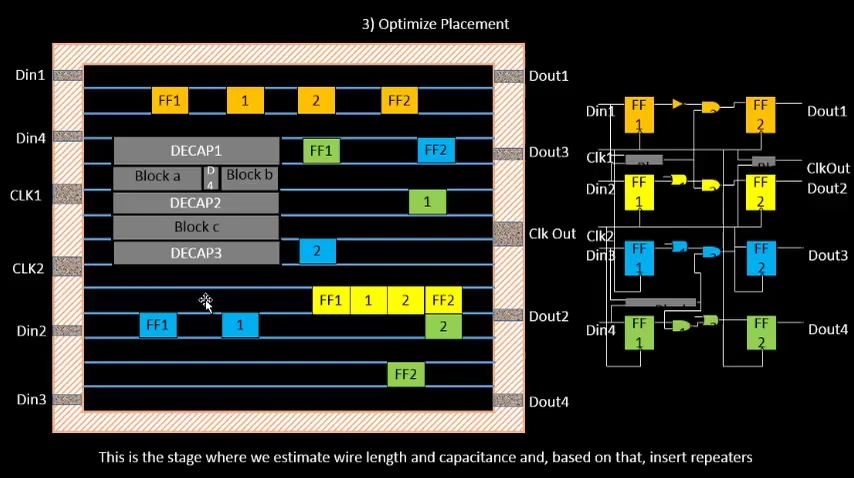 3) Optimize Placement
Din1
Dout1
FF1 1 2 FF2
Din4
DECAP1
FF1
FF2
Dout3
Block a
D
4
Block b
CLK1
DECAP2
1
Block c
Clk Out
DECAP3
2
CLK2
FF1 1 2 FF2
Dout2
Din2
FF1
1
2
FF2
Din3
Dout4
Din1
FF
1
FF
2
Dout1
Clk1
ClkOut
Din2
FF
1
FF
2
Dout2
Clk2
Din3
FF
1
FF
2
Dout3
Din4
FF
1
FF
2
Dout4
This is the stage where we estimate wire length and capacitance and, based on that, insert repeaters